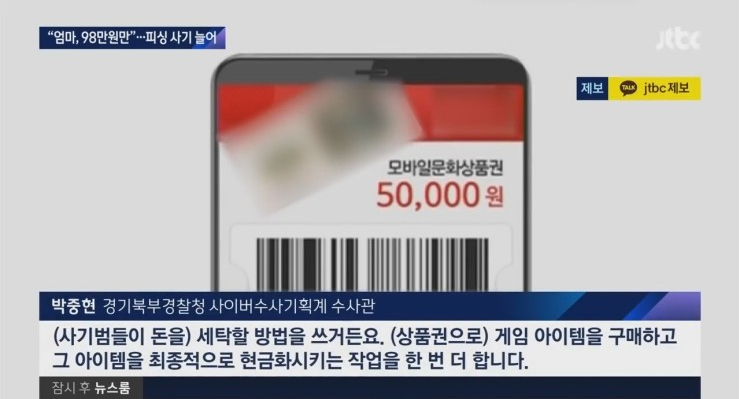 “엄마, 98만원만”…피싱 사기 늘어
jtbc
제보 TALK jtbc 제보
모바일문화상품권
50,000 원
박중현 경기북부경찰청 사이버수사기획계 수사관
(사기범들이 돈을) 세탁할 방법을 쓰거든요. (상품권으로) 게임 아이템을 구매하고
그 아이템을 최종적으로 현금화시키는 작업을 한 번 더 합니다.
잠시 후 뉴스룸